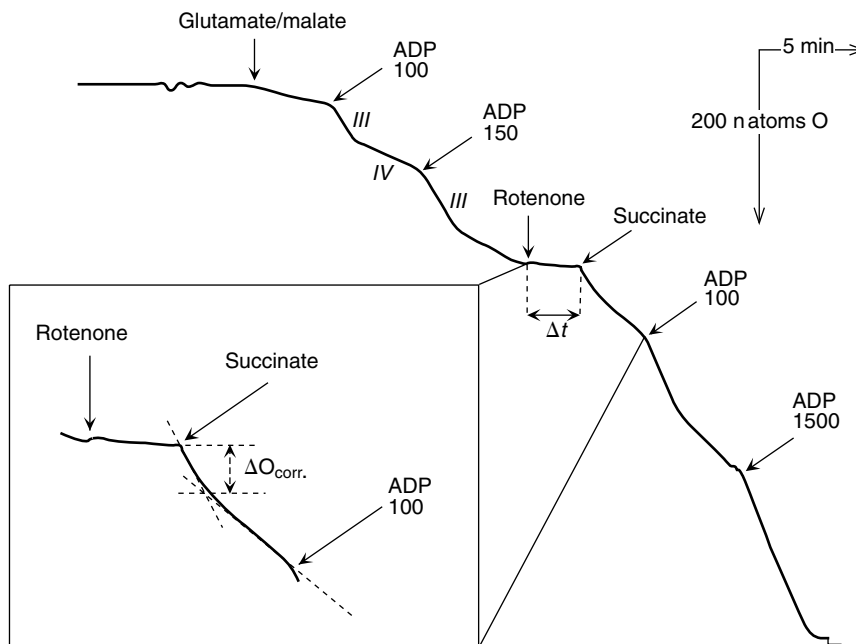 Glutamate/malate
ADP
100
5 min
III
ADP
150
200 n atoms O
IV
III
Rotenone
Succinate
ADP
100
Δt
Rotenone
Succinate
ADP
1500
ΔOcorr.
ADP
100